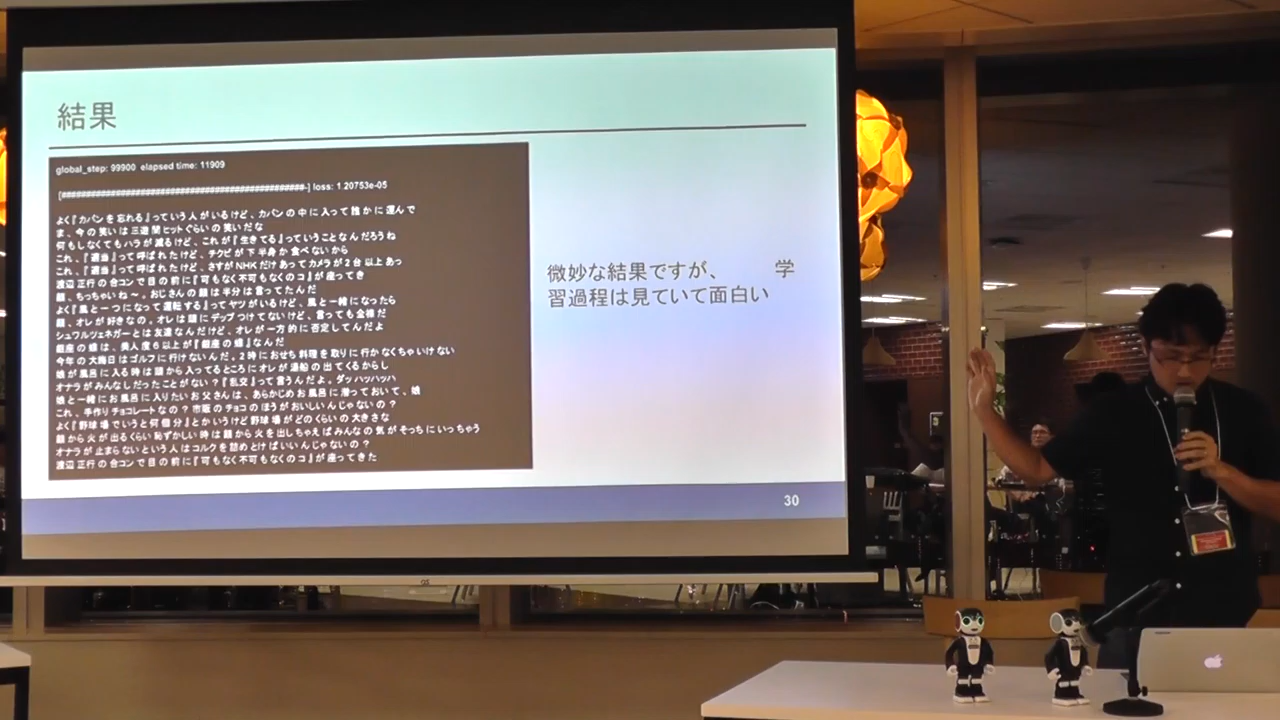 結果
global_step: 99900 elapsed time: 11909
[################################################-] loss: 1.20753e-05
よく『カバンを忘れる』っていう人がいるけど、カバンの中に入って誰かに運んで
ま、今の笑いは三遊間ヒットぐらいの笑いだな
何もしなくてもハラが減るけど、これが『生きてる』っていうことなんだろうね
これ、『適当』って呼ばれたけど、チクビが下半身か食べないから
これ、『適当』って呼ばれたけど、さすがNHKだけあってカメラが2台以上あっ
渡辺正行の合コンで目の前に『可もなく不可もなくのコ』が座ってき
顔、ちっちゃいね〜。おじさんの顔は半分は言ってたんだ
よく『風と一つになって運転する』ってヤツがいるけど、風と一緒になったら
顔、オレが好きなの。オレは頭にデップつけてないけど、言っても金様だ
シュワルツェネガーとは友達なんだけど、オレが一方的に否定してんだよ
銀座の娘は、美人度6以上が『銀座の娘』なんだ
今年の大晦日はゴルフに行けないんだ。2時におせち料理を取りに行かなくちゃいけない
娘が風呂に入る時は頭から入ってるところにオレが湯船の出てくるからし
オナラがみんなしだったことがない?『乱交』って言うんだよ。ダッハッハッハ
娘と一緒にお風呂に入りたいお父さんは、あらかじめお風呂に潜っておいて、娘
これ、手作りチョコレートなの?市販のチョコのほうがおいしいんじゃないの?
よく『野球場でいうと何個分』とかいうけど野球場がどのくらいの大きさな
顔から火が出るくらい恥ずかしい時は顔から火を出しちゃえばみんなの気がそっちにいっちゃう
オナラが止まらないという人はコルクを詰めとけばいいんじゃないの?
渡辺正行の合コンで目の前に『可もなく不可もなくのコ』が座ってきた
微妙な結果ですが、 学
習過程は見ていて面白い
30